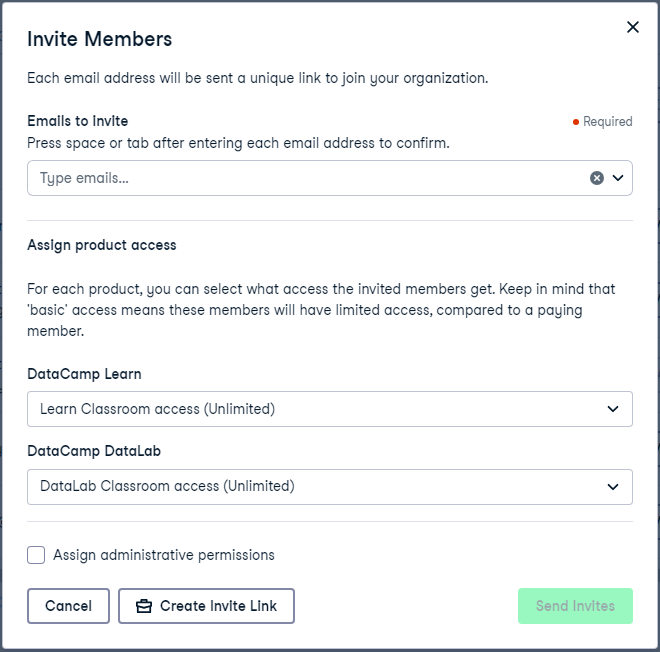 Invite Members
Each email address will be sent a unique link to join your organization.
Emails to invite
Required
Press space or tab after entering each email address to confirm.
Type emails...
Assign product access
For each product, you can select what access the invited members get. Keep in mind that
'basic' access means these members will have limited access, compared to a paying
member.
DataCamp Learn
Learn Classroom access (Unlimited)
DataCamp DataLab
DataLab Classroom access (Unlimited)
Assign administrative permissions
Cancel
Create Invite Link
Send Invites